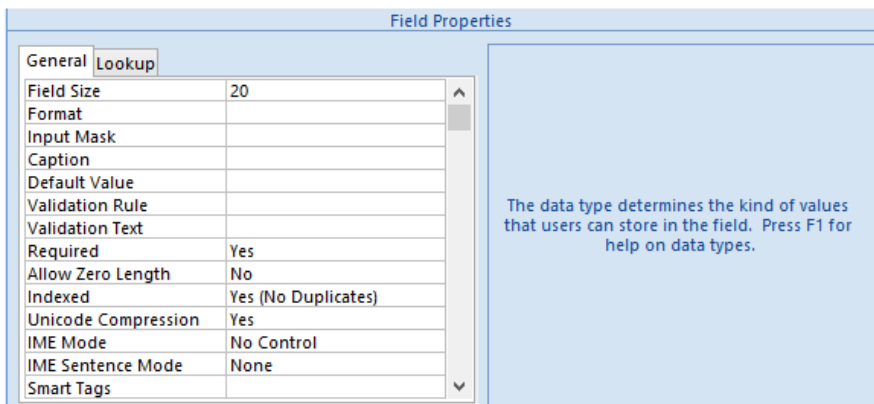 Field Properties
General Lookup
Field Size 20
Format
Input Mask
Caption
Default Value
Validation Rule
Validation Text
Required Yes
Allow Zero Length No
Indexed Yes (No Duplicates)
Unicode Compression Yes
IME Mode No Control
IME Sentence Mode None
Smart Tags
The data type determines the kind of values
that users can store in the field. Press F1 for
help on data types.